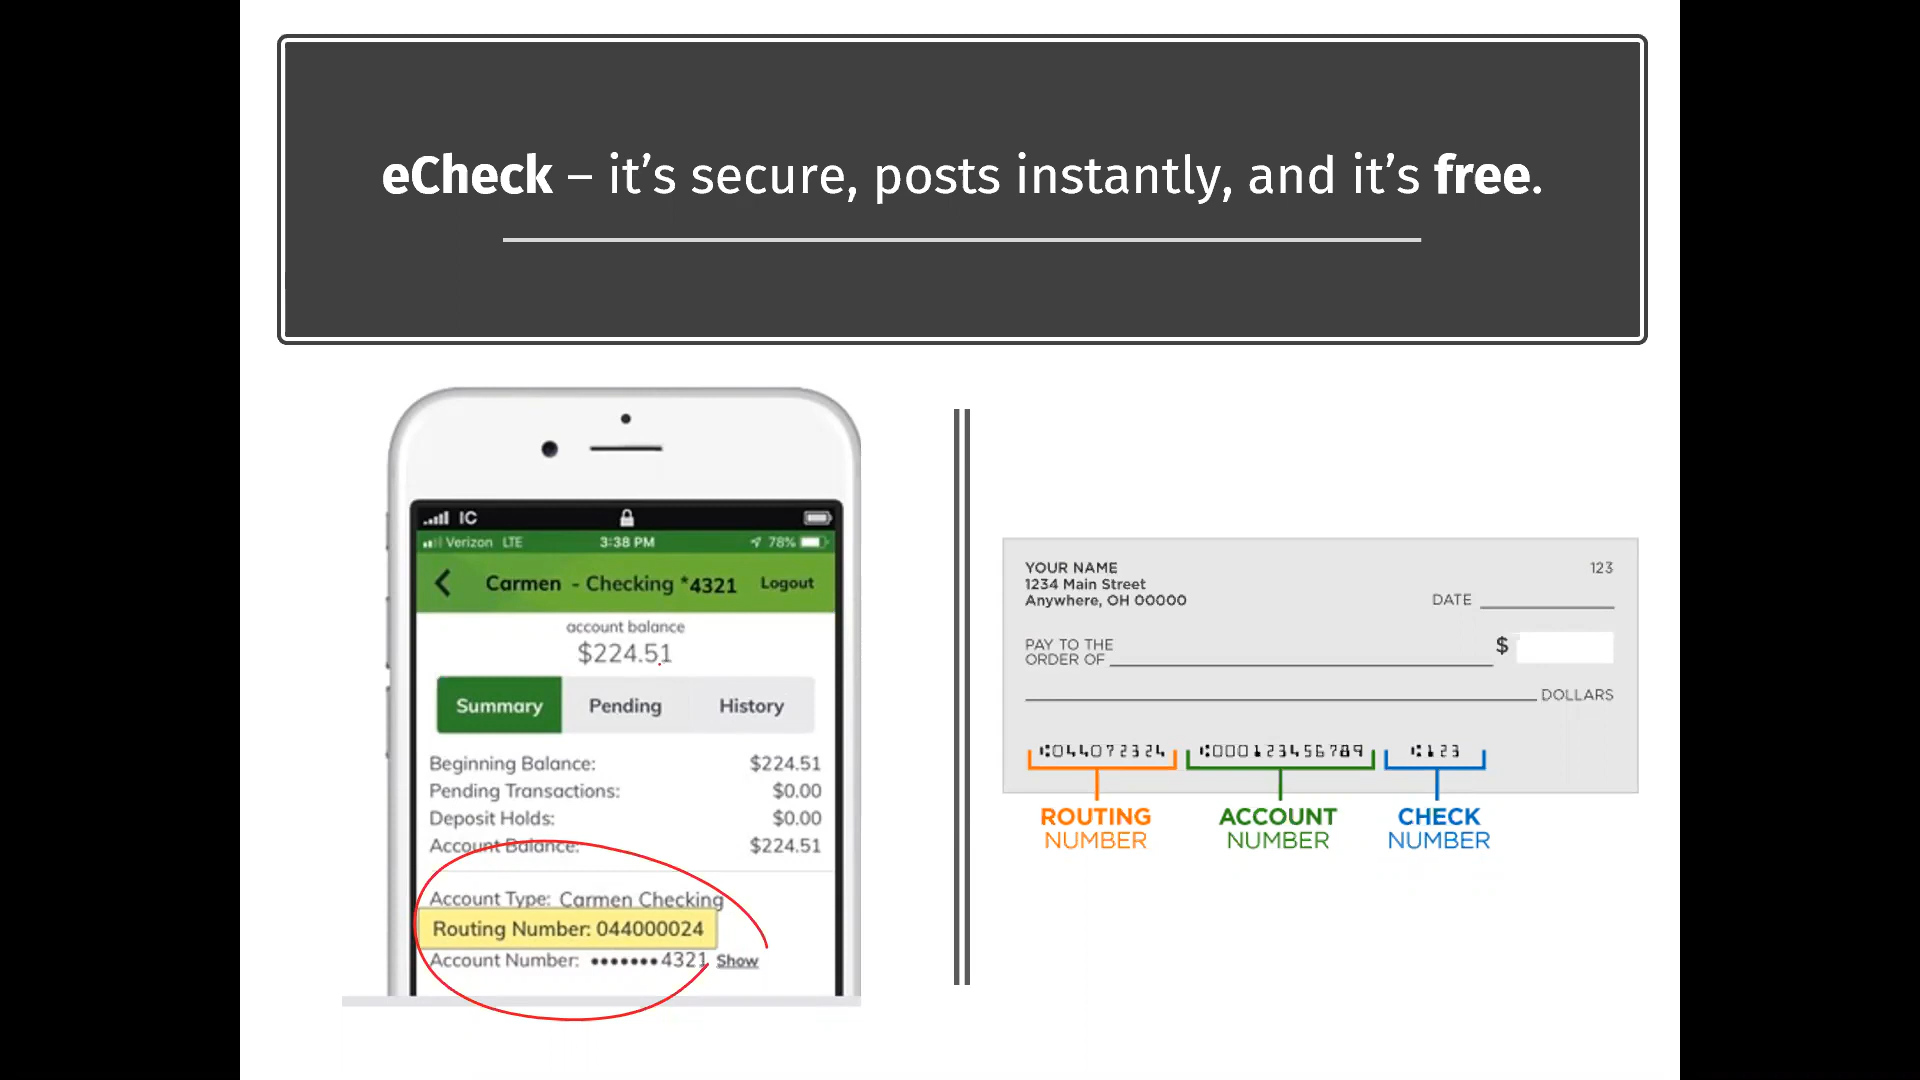 eCheck – it’s secure, posts instantly, and it’s free.
IC
Verizon LTE 3:38 PM 78%
Carmen - Checking *4321 Logout
account balance
$224.51
Summary Pending History
Beginning Balance: $224.51
Pending Transactions: $0.00
Deposit Holds: $0.00
Account Balance: $224.51
Account Type: Carmen Checking
Routing Number: 044000024
Account Number: •••••••4321 Show
YOUR NAME 123
1234 Main Street
Anywhere, OH 00000
DATE
PAY TO THE
ORDER OF
$
DOLLARS
⑆044072324 ⑆000123456789 ⑆123
ROUTING
NUMBER
ACCOUNT
NUMBER
CHECK
NUMBER